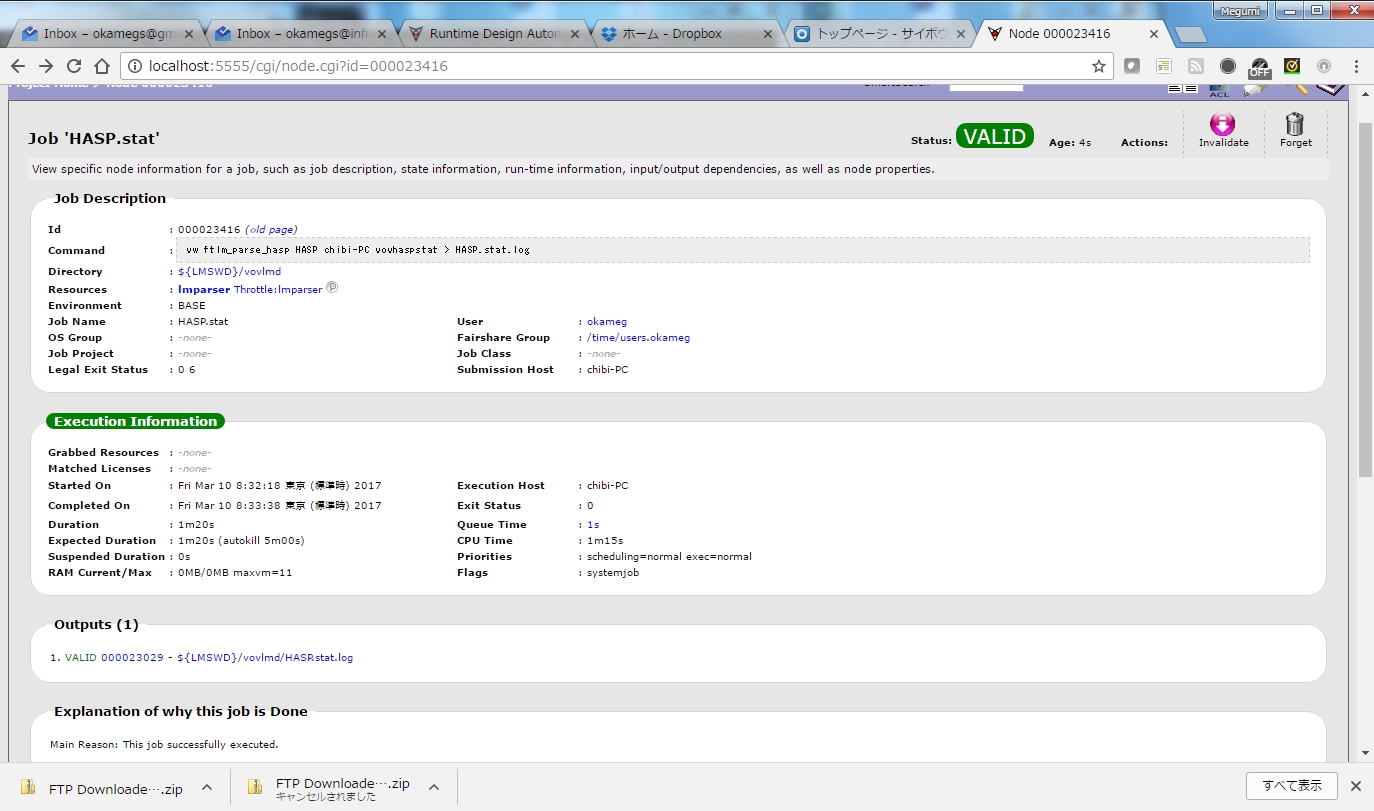 Megumi
Inbox – okamegs@gm
Inbox – okamegs@infi
Runtime Design Auton
ホーム - Dropbox
トップページ - サイボウ
Node 000023416
localhost:5555/cgi/node.cgi?id=000023416
OFF
Project Home > Node 000023416
ACL
Job 'HASP.stat'
Status: VALID Age: 4s Actions: Invalidate Forget
View specific node information for a job, such as job description, state information, run-time information, input/output dependencies, as well as node properties.
Job Description
Id : 000023416 (old page)
Command : vw ftlm_parse_hasp HASP chibi-PC vovhaspstat > HASP.stat.log
Directory : ${LMSWD}/vovlmd
Resources : lmparser Throttle:lmparser
Environment : BASE
Job Name : HASP.stat User : okameg
OS Group : -none- Fairshare Group : /time/users.okameg
Job Project : -none- Job Class : -none-
Legal Exit Status : 0 6 Submission Host : chibi-PC
Execution Information
Grabbed Resources : -none-
Matched Licenses : -none-
Started On : Fri Mar 10 8:32:18 東京 (標準時) 2017 Execution Host : chibi-PC
Completed On : Fri Mar 10 8:33:38 東京 (標準時) 2017 Exit Status : 0
Duration : 1m20s Queue Time : 1s
Expected Duration : 1m20s (autokill 5m00s) CPU Time : 1m15s
Suspended Duration : 0s Priorities : scheduling=normal exec=normal
RAM Current/Max : 0MB/0MB maxvm=11 Flags : systemjob
Outputs (1)
1. VALID 000023029 - ${LMSWD}/vovlmd/HASP.stat.log
Explanation of why this job is Done
Main Reason: This job successfully executed.
FTP Downloade⋯.zip
FTP Downloade⋯.zip
キャンセルされました
すべて表示